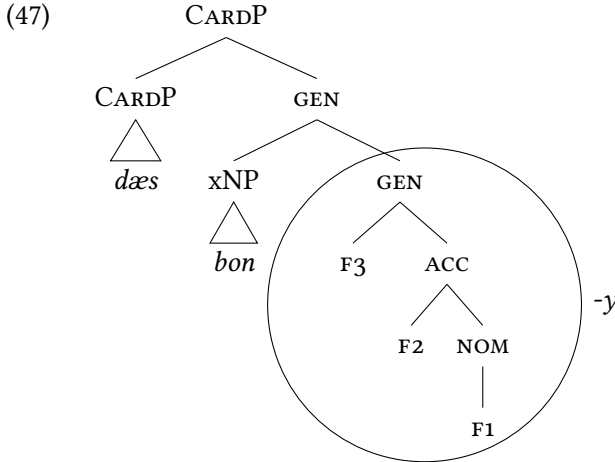 (47) CARDP
CARDP GEN
dæs xNP GEN
bon F3 ACC
-y
F2 NOM
F1